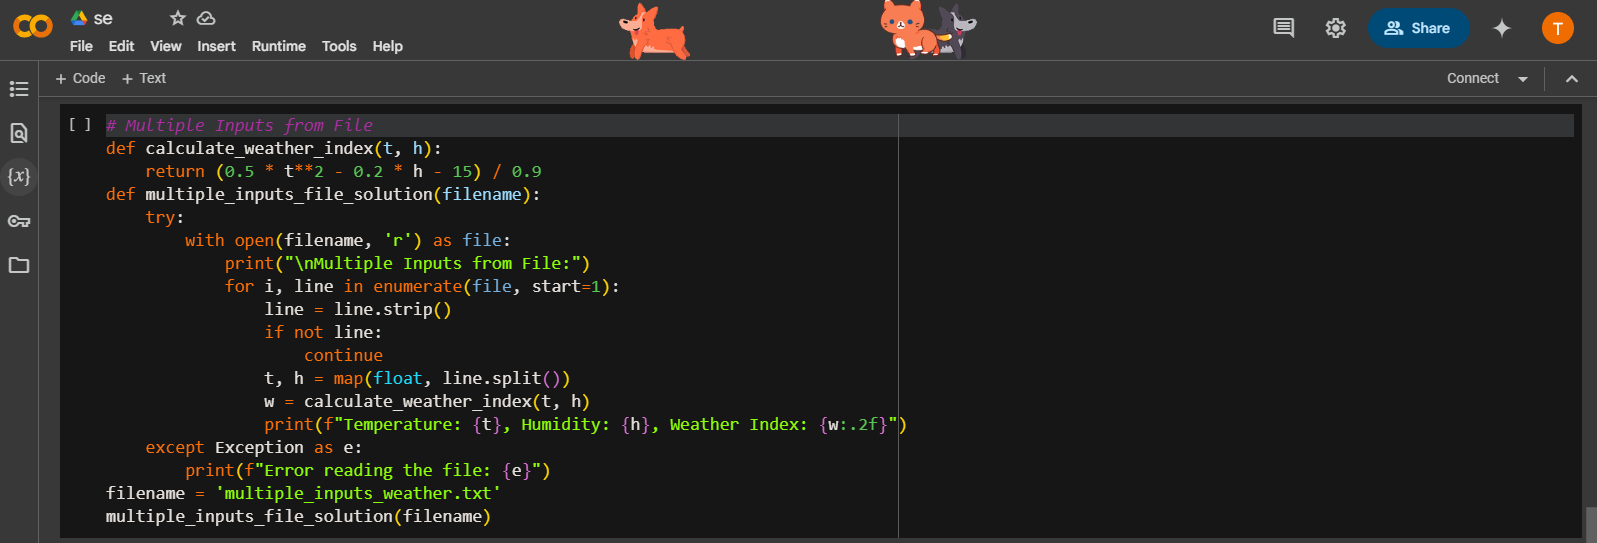 se
File Edit View Insert Runtime Tools Help
Share
T
+ Code + Text
Connect
{x}
[ ] # Multiple Inputs from File
def calculate_weather_index(t, h):
    return (0.5 * t**2 - 0.2 * h - 15) / 0.9
def multiple_inputs_file_solution(filename):
    try:
        with open(filename, 'r') as file:
            print("\nMultiple Inputs from File:")
            for i, line in enumerate(file, start=1):
                line = line.strip()
                if not line:
                    continue
                t, h = map(float, line.split())
                w = calculate_weather_index(t, h)
                print(f"Temperature: {t}, Humidity: {h}, Weather Index: {w:.2f}")
    except Exception as e:
        print(f"Error reading the file: {e}")
filename = 'multiple_inputs_weather.txt'
multiple_inputs_file_solution(filename)